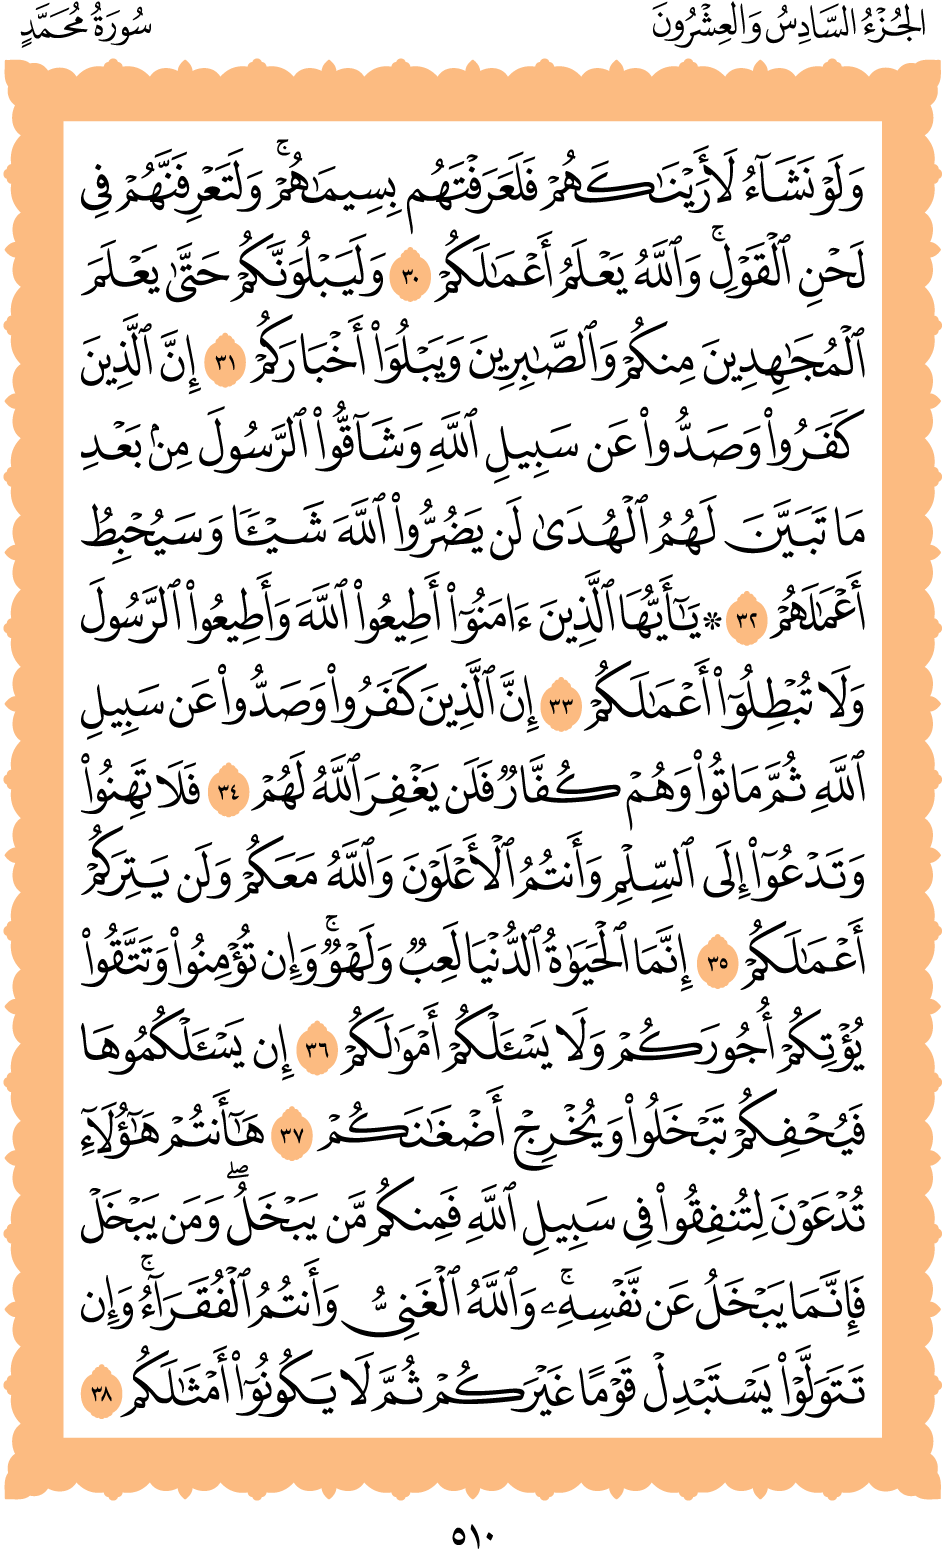 الجُزْءُ السَّادِسُ وَالْعِشْرُونَ
سُورَةُ مُحَمَّدٍ
وَلَوْ نَشَآءُ لَأَرَيْنَٰكَهُمْ فَلَعَرَفْتَهُم بِسِيمَٰهُمْۚ وَلَتَعْرِفَنَّهُمْ فِى
لَحْنِ ٱلْقَوْلِۚ وَٱللَّهُ يَعْلَمُ أَعْمَٰلَكُمْ ٣٠ وَلَيَبْلُوَنَّكُمْ حَتَّىٰ يَعْلَمَ
ٱلْمُجَٰهِدِينَ مِنكُمْ وَٱلصَّٰبِرِينَ وَيَبْلُوَا۟ أَخْبَارَكُمْ ٣١ إِنَّ ٱلَّذِينَ
كَفَرُوا۟ وَصَدُّوا۟ عَن سَبِيلِ ٱللَّهِ وَشَآقُّوا۟ ٱلرَّسُولَ مِنۢ بَعْدِ
مَا تَبَيَّنَ لَهُمُ ٱلْهُدَىٰ لَن يَضُرُّوا۟ ٱللَّهَ شَيْـًٔا وَسَيُحْبِطُ
أَعْمَٰلَهُمْ ٣٢ ۞ يَٰٓأَيُّهَا ٱلَّذِينَ ءَامَنُوٓا۟ أَطِيعُوا۟ ٱللَّهَ وَأَطِيعُوا۟ ٱلرَّسُولَ
وَلَا تُبْطِلُوٓا۟ أَعْمَٰلَكُمْ ٣٣ إِنَّ ٱلَّذِينَ كَفَرُوا۟ وَصَدُّوا۟ عَن سَبِيلِ
ٱللَّهِ ثُمَّ مَاتُوا۟ وَهُمْ كُفَّارٌ فَلَن يَغْفِرَ ٱللَّهُ لَهُمْ ٣٤ فَلَا تَهِنُوا۟
وَتَدْعُوٓا۟ إِلَى ٱلسِّلْمِ وَأَنتُمُ ٱلْأَعْلَوْنَ وَٱللَّهُ مَعَكُمْ وَلَن يَتِرَكُمْ
أَعْمَٰلَكُمْ ٣٥ إِنَّمَا ٱلْحَيَوٰةُ ٱلدُّنْيَا لَعِبٌ وَلَهْوٌۚ وَإِن تُؤْمِنُوا۟ وَتَتَّقُوا۟
يُؤْتِكُمْ أُجُورَكُمْ وَلَا يَسْـَٔلْكُمْ أَمْوَٰلَكُمْ ٣٦ إِن يَسْـَٔلْكُمُوهَا
فَيُحْفِكُمْ تَبْخَلُوا۟ وَيُخْرِجْ أَضْغَٰنَكُمْ ٣٧ هَٰٓأَنتُمْ هَٰٓؤُلَآءِ
تُدْعَوْنَ لِتُنفِقُوا۟ فِى سَبِيلِ ٱللَّهِ فَمِنكُم مَّن يَبْخَلُۖ وَمَن يَبْخَلْ
فَإِنَّمَا يَبْخَلُ عَن نَّفْسِهِۦۚ وَٱللَّهُ ٱلْغَنِىُّ وَأَنتُمُ ٱلْفُقَرَآءُۚ وَإِن
تَتَوَلَّوْا۟ يَسْتَبْدِلْ قَوْمًا غَيْرَكُمْ ثُمَّ لَا يَكُونُوٓا۟ أَمْثَٰلَكُم ٣٨
٥١٠